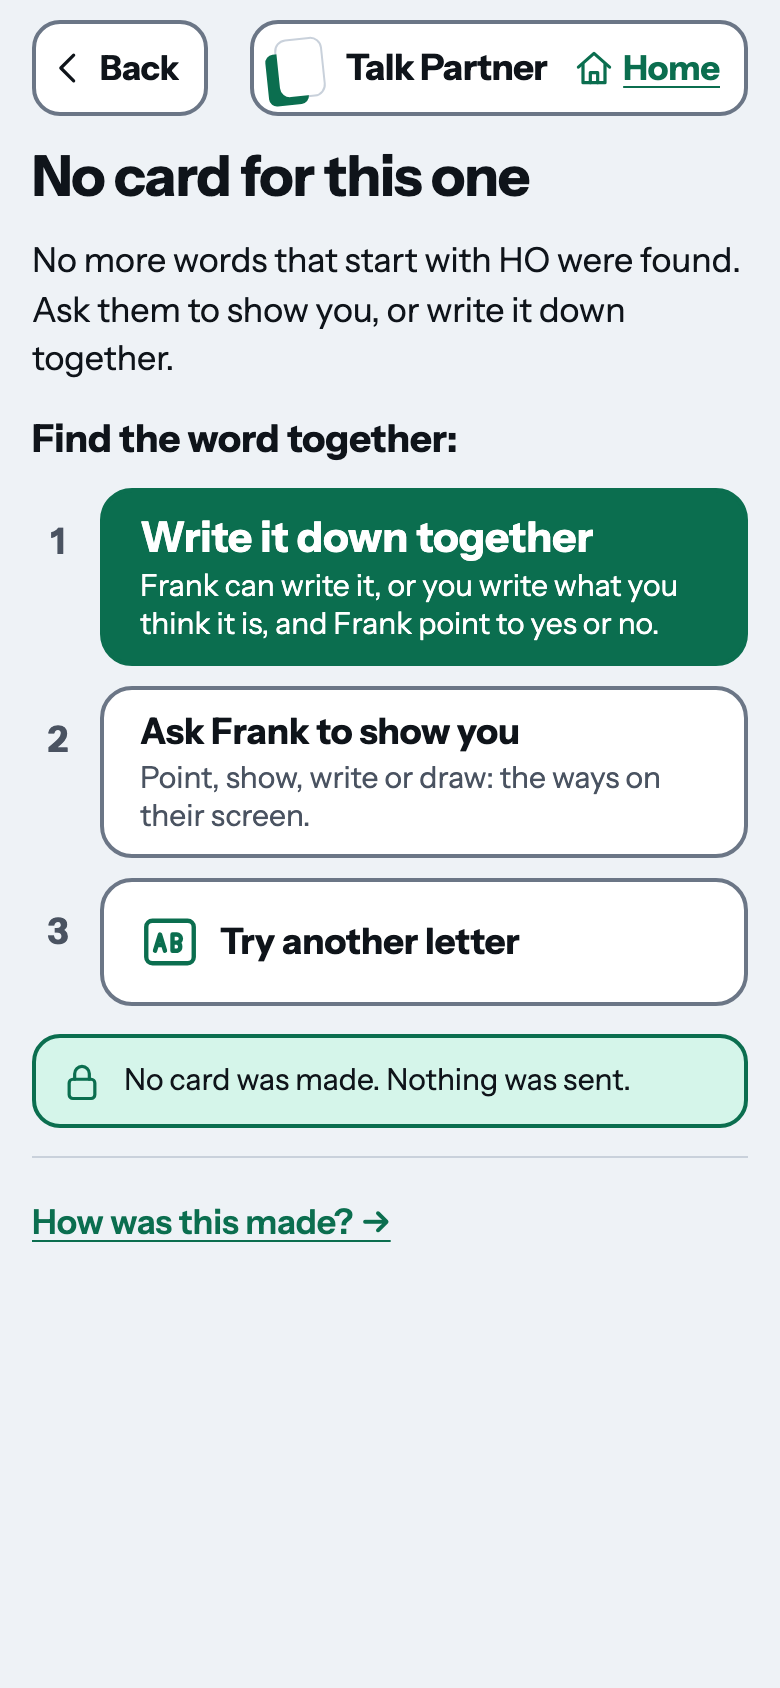 Back
Talk Partner
Home
No card for this one
No more words that start with HO were found.
Ask them to show you, or write it down
together.
Find the word together:
1
Write it down together
Frank can write it, or you write what you
think it is, and Frank point to yes or no.
2
Ask Frank to show you
Point, show, write or draw: the ways on
their screen.
3
AB
Try another letter
No card was made. Nothing was sent.
How was this made? →